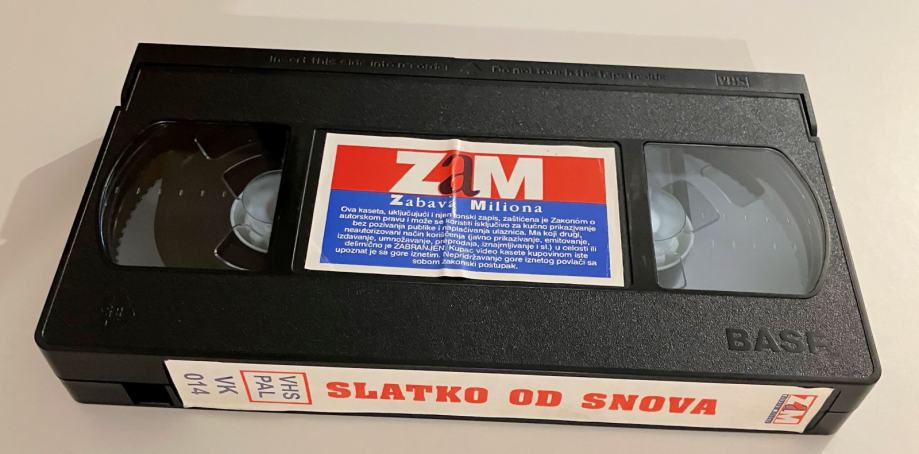 Insert this side into recorder
Do not touch the tape inside
VHS
ZaM
Zabava Miliona
Ova kaseta, uključujući i njen tonski zapis, zaštićena je Zakonom o
autorskom pravu i može se koristiti isključivo za kućno prikazivanje
bez pozivanja publike i naplaćivanja ulaznica. Ma koji drugi,
neautorizovani način korišćenja (javno prikazivanje, emitovanje,
izdavanje, umnožavanje, preprodaja, iznajmljivanje i sl.) u celosti ili
delimično je ZABRANJEN. Kupac video kasete kupovinom iste
upoznat je sa gore iznetim. Nepridržavanje gore iznetog povlači sa
sobom zakonski postupak.
BASF
VHS
PAL
VK
014
SLATKO OD SNOVA
ZaM